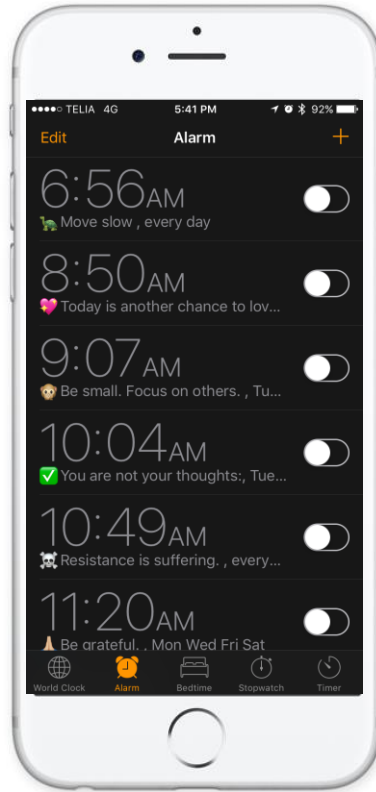 TELIA 4G 5:41 PM 92%
Edit Alarm +
6:56AM
🐢 Move slow , every day
8:50AM
💖 Today is another chance to lov...
9:07AM
🐵 Be small. Focus on others. , Tu...
10:04AM
✅ You are not your thoughts:, Tue...
10:49AM
☠️ Resistance is suffering. , every...
11:20AM
🙏🏼 Be grateful. , Mon Wed Fri Sat
World Clock Alarm Bedtime Stopwatch Timer